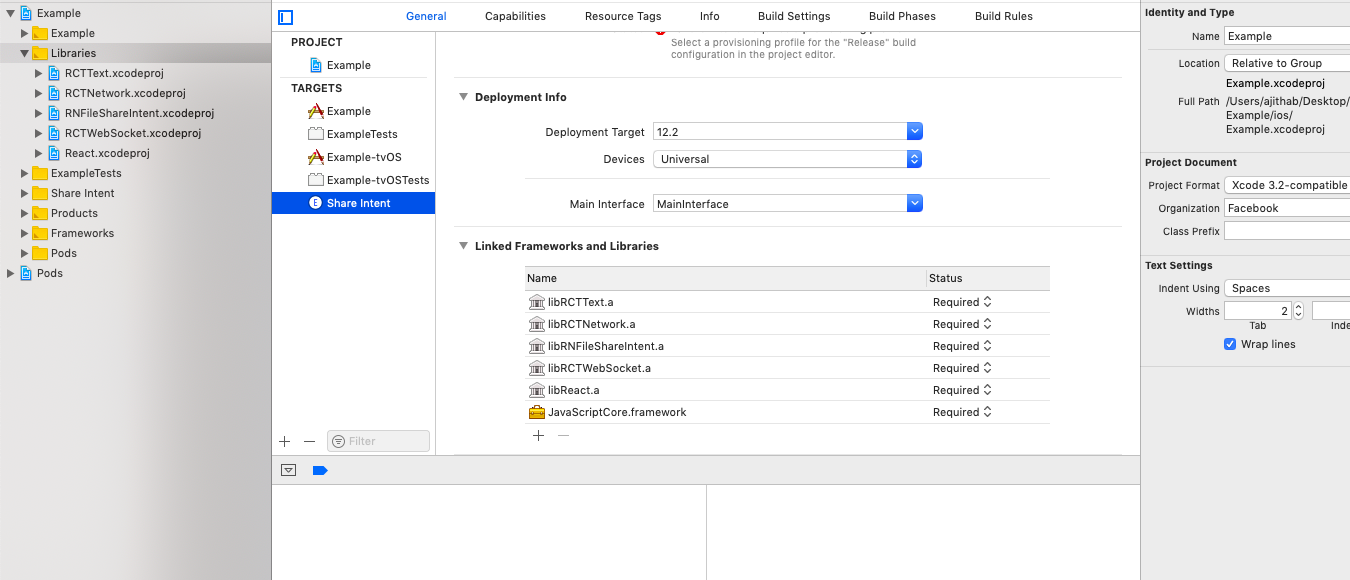 Example
Example
Libraries
RCTText.xcodeproj
RCTNetwork.xcodeproj
RNFileShareIntent.xcodeproj
RCTWebSocket.xcodeproj
React.xcodeproj
ExampleTests
Share Intent
Products
Frameworks
Pods
Pods
General Capabilities Resource Tags Info Build Settings Build Phases Build Rules
PROJECT
Example
TARGETS
Example
ExampleTests
Example-tvOS
Example-tvOSTests
E Share Intent
Filter
Select a provisioning profile for the "Release" build
configuration in the project editor.
Deployment Info
Deployment Target 12.2
Devices Universal
Main Interface MainInterface
Linked Frameworks and Libraries
Name Status
libRCTText.a Required
libRCTNetwork.a Required
libRNFileShareIntent.a Required
libRCTWebSocket.a Required
libReact.a Required
JavaScriptCore.framework Required
Identity and Type
Name Example
Location Relative to Group
Example.xcodeproj
Full Path /Users/ajithab/Desktop/
Example/ios/
Example.xcodeproj
Project Document
Project Format Xcode 3.2-compatible
Organization Facebook
Class Prefix
Text Settings
Indent Using Spaces
Widths 2
Tab Inde
Wrap lines